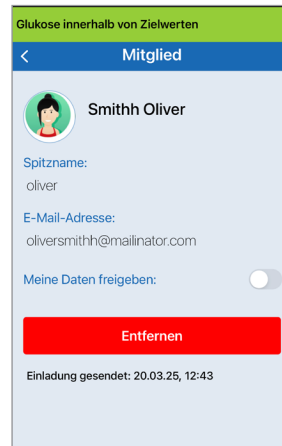 Glukose innerhalb von Zielwerten
Mitglied
Smithh Oliver
Spitzname:
oliver
E-Mail-Adresse:
oliversmithh@mailinator.com
Meine Daten freigeben:
Entfernen
Einladung gesendet: 20.03.25, 12:43